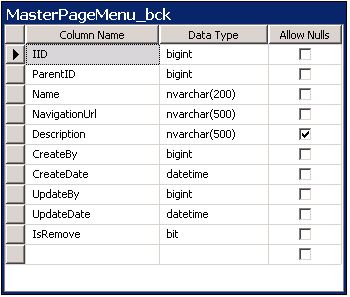 MasterPageMenu_bck
Column Name Data Type Allow Nulls
IID bigint
ParentID bigint
Name nvarchar(200)
NavigationUrl nvarchar(500)
Description nvarchar(500)
CreateBy bigint
CreateDate datetime
UpdateBy bigint
UpdateDate datetime
IsRemove bit